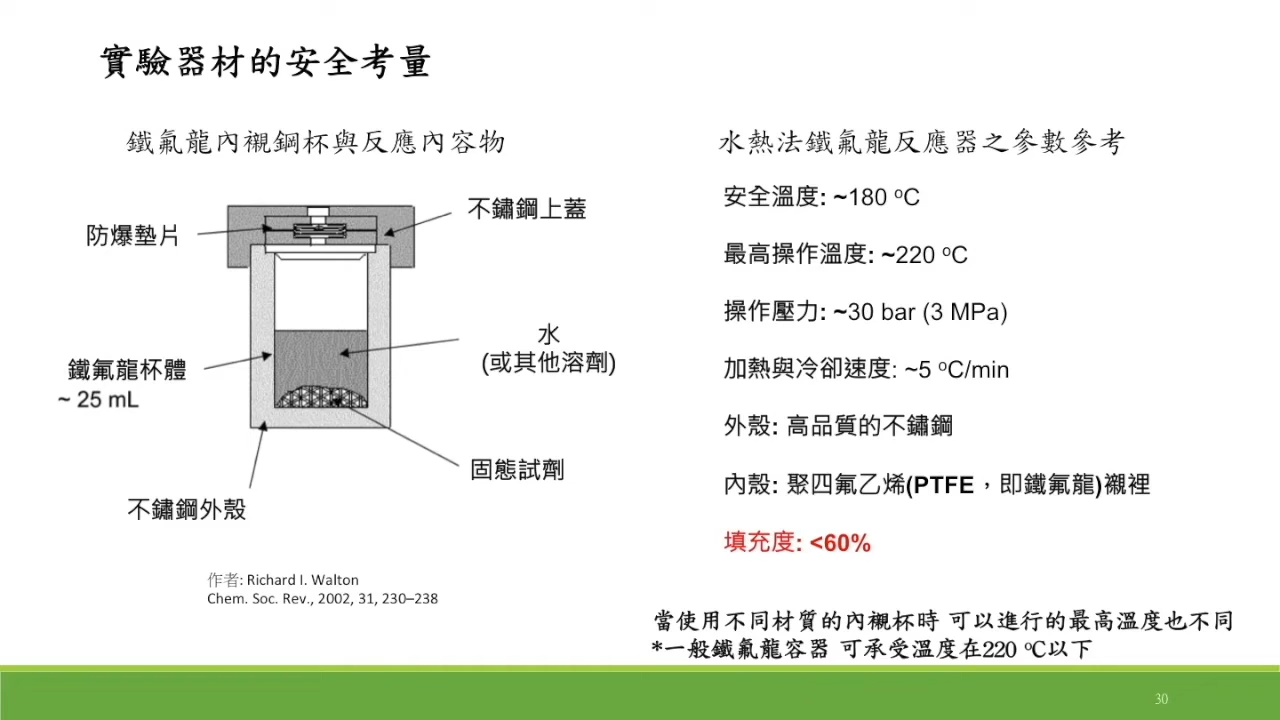 實驗器材的安全考量
鐵氟龍內襯鋼杯與反應內容物
防爆墊片
不鏽鋼上蓋
水
(或其他溶劑)
鐵氟龍杯體
~ 25 mL
固態試劑
不鏽鋼外殼
作者: Richard I. Walton
Chem. Soc. Rev., 2002, 31, 230–238
水熱法鐵氟龍反應器之參數參考
安全溫度: ~180 ºC
最高操作溫度: ~220 ºC
操作壓力: ~30 bar (3 MPa)
加熱與冷卻速度: ~5 ºC/min
外殼: 高品質的不鏽鋼
內殼: 聚四氟乙烯(PTFE，即鐵氟龍)襯裡
填充度: <60%
當使用不同材質的內襯杯時 可以進行的最高溫度也不同
*一般鐵氟龍容器 可承受溫度在220 ºC以下
30